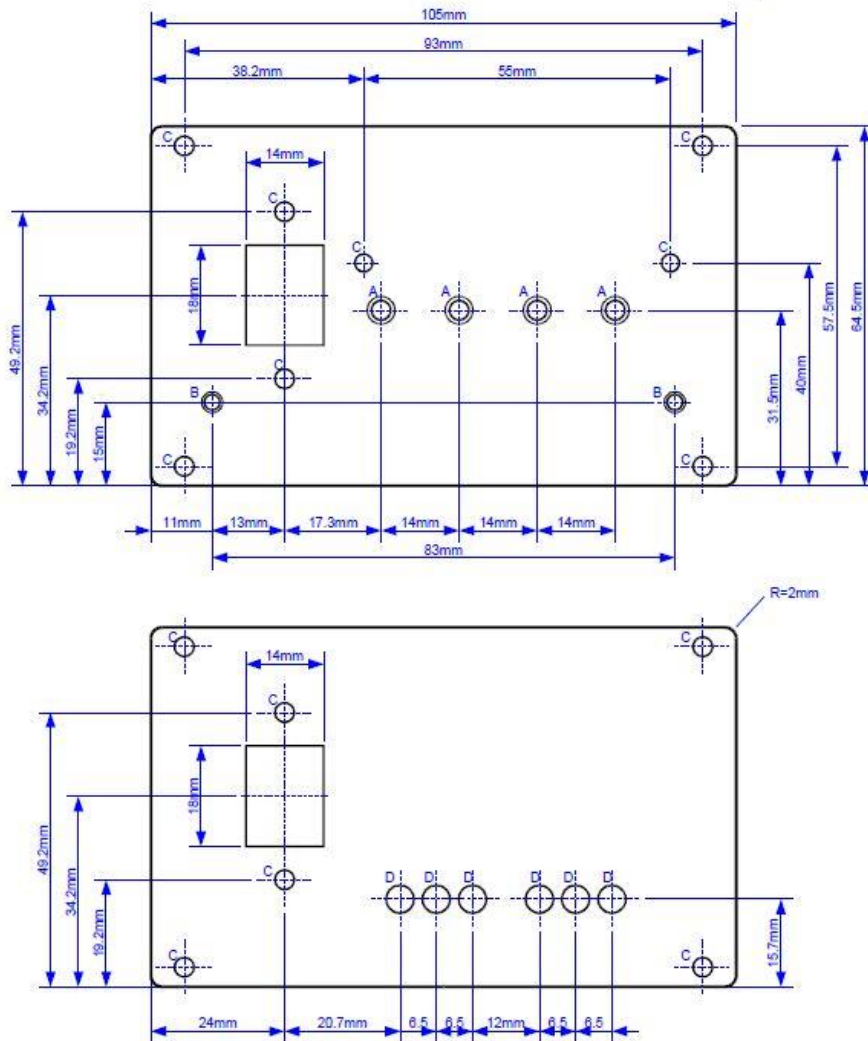 105mm
93mm
38.2mm 55mm
C C
14mm
C
C C
A A A A
18mm
49.2mm
34.2mm
19.2mm
15mm
40mm
31.5mm
57.5mm
64.5mm
C
B B
C C
11mm 13mm 17.3mm 14mm 14mm 14mm
83mm
R=2mm
C C
14mm
C
18mm
49.2mm
34.2mm
19.2mm
C
D D D D D D
15.7mm
C C
24mm 20.7mm 6.5 6.5 12mm 6.5 6.5